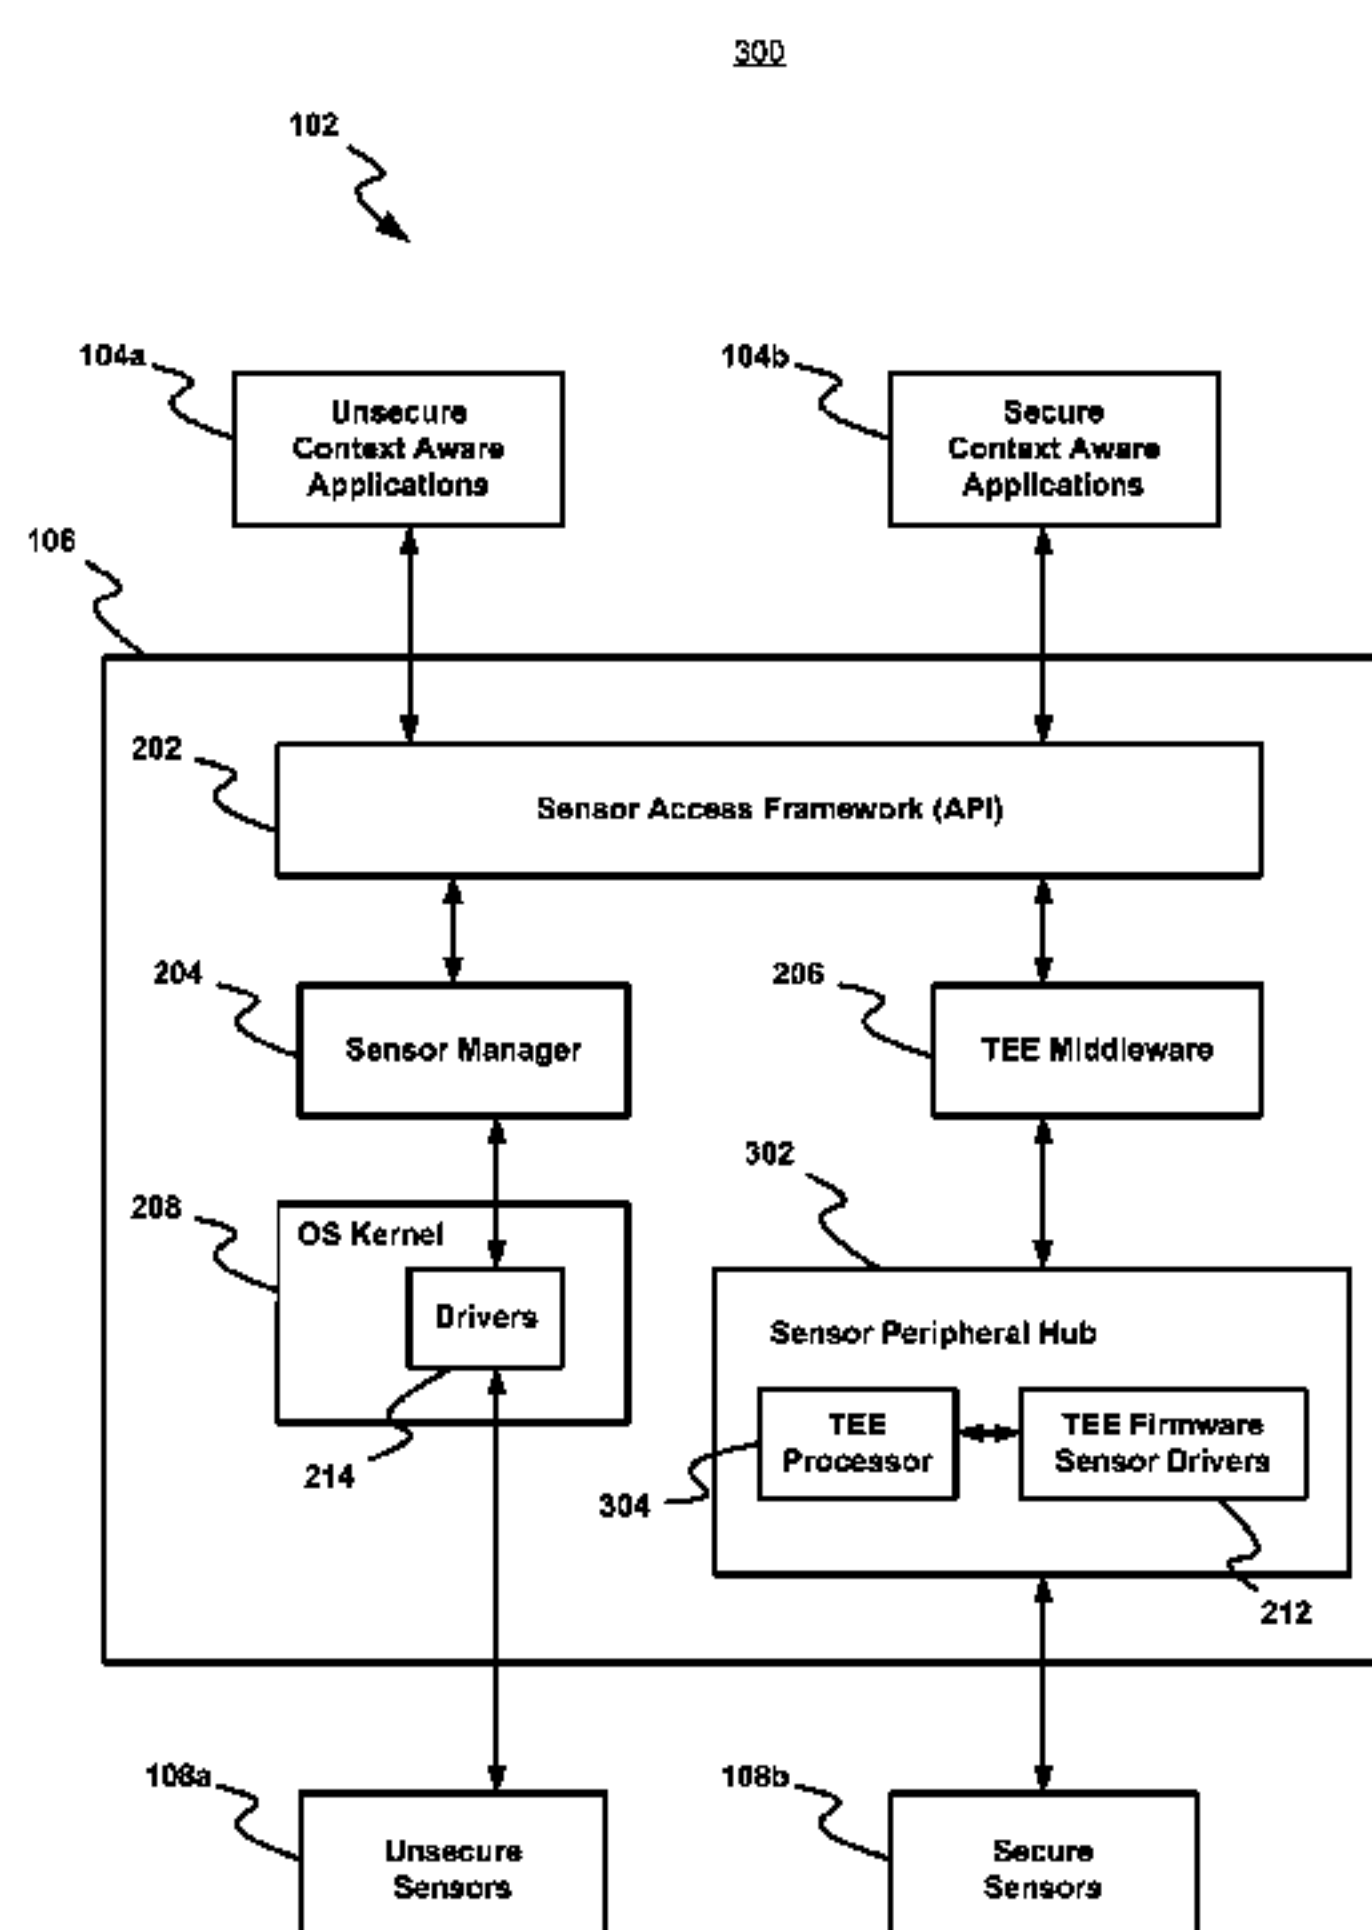 300
102
104a
Unsecure
Context Aware
Applications
104b
Secure
Context Aware
Applications
106
202
Sensor Access Framework (API)
204
Sensor Manager
206
TEE Middleware
302
208
OS Kernel
Drivers
214
Sensor Peripheral Hub
TEE
Processor
TEE Firmware
Sensor Drivers
304
212
108a
Unsecure
Sensors
108b
Secure
Sensors